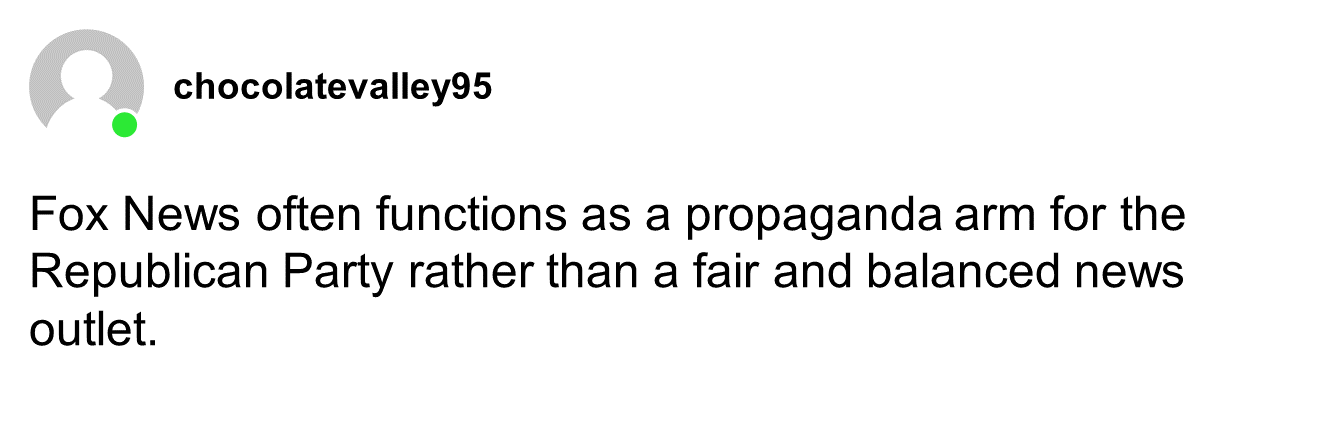 chocolatevalley95
Fox News often functions as a propaganda arm for the
Republican Party rather than a fair and balanced news
outlet.